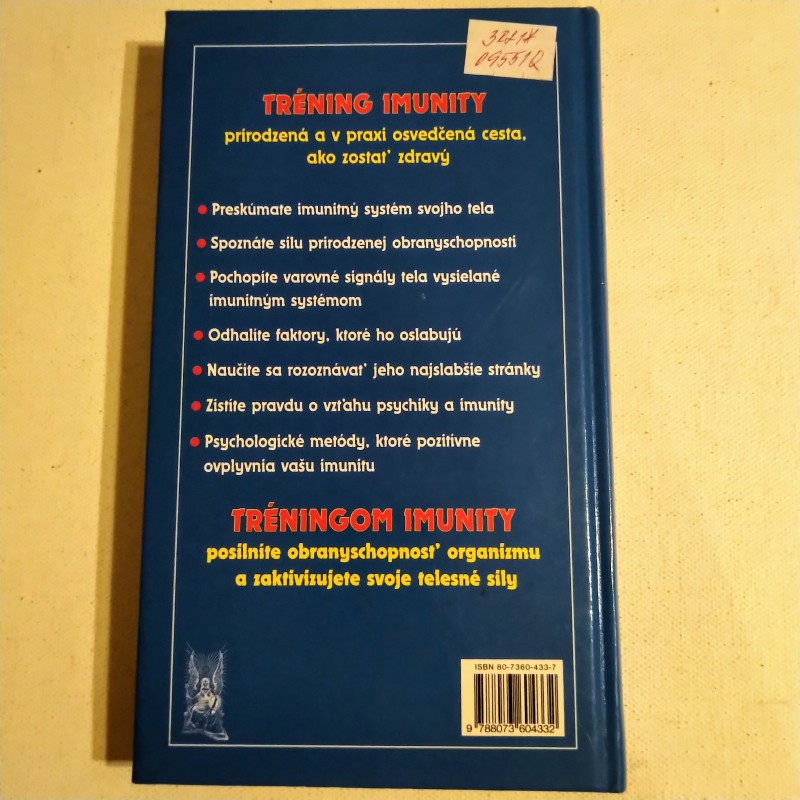 TRÉNING IMUNITY
prirodzená a v praxi osvedčená cesta,
ako zostať zdravý
• Preskúmate imunitný systém svojho tela
• Spoznáte silu prirodzenej obranyschopnosti
• Pochopíte varovné signály tela vysielané
imunitným systémom
• Odhalíte faktory, ktoré ho oslabujú
• Naučíte sa rozoznávať jeho najslabšie stránky
• Zistíte pravdu o vzťahu psychiky a imunity
• Psychologické metódy, ktoré pozitívne
ovplyvnia vašu imunitu
TRÉNINGOM IMUNITY
posilníte obranyschopnosť organizmu
a zaktivizujete svoje telesné sily
ISBN 80-7360-433-7
9 788073 604332